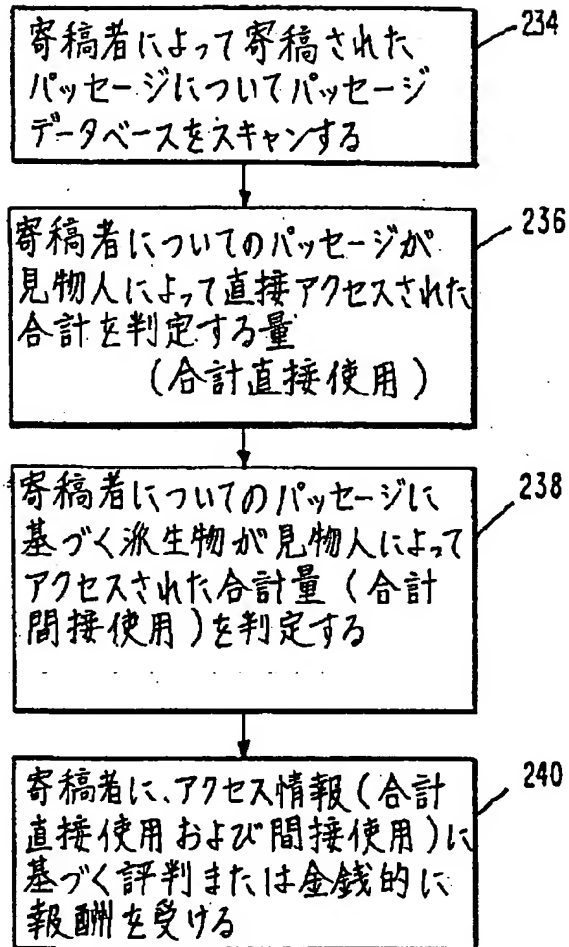 寄稿者によって寄稿された
パッセージについてパッセージ
データベースをスキャンする
234
寄稿者についてのパッセージが
見物人によって直接アクセスされた
合計を判定する量
(合計直接使用)
236
寄稿者についてのパッセージに
基づく派生物が見物人によって
アクセスされた合計量(合計
間接使用)を判定する
238
寄稿者に、アクセス情報(合計
直接使用および間接使用)に
基づく評判または金銭的に
報酬を受ける
240